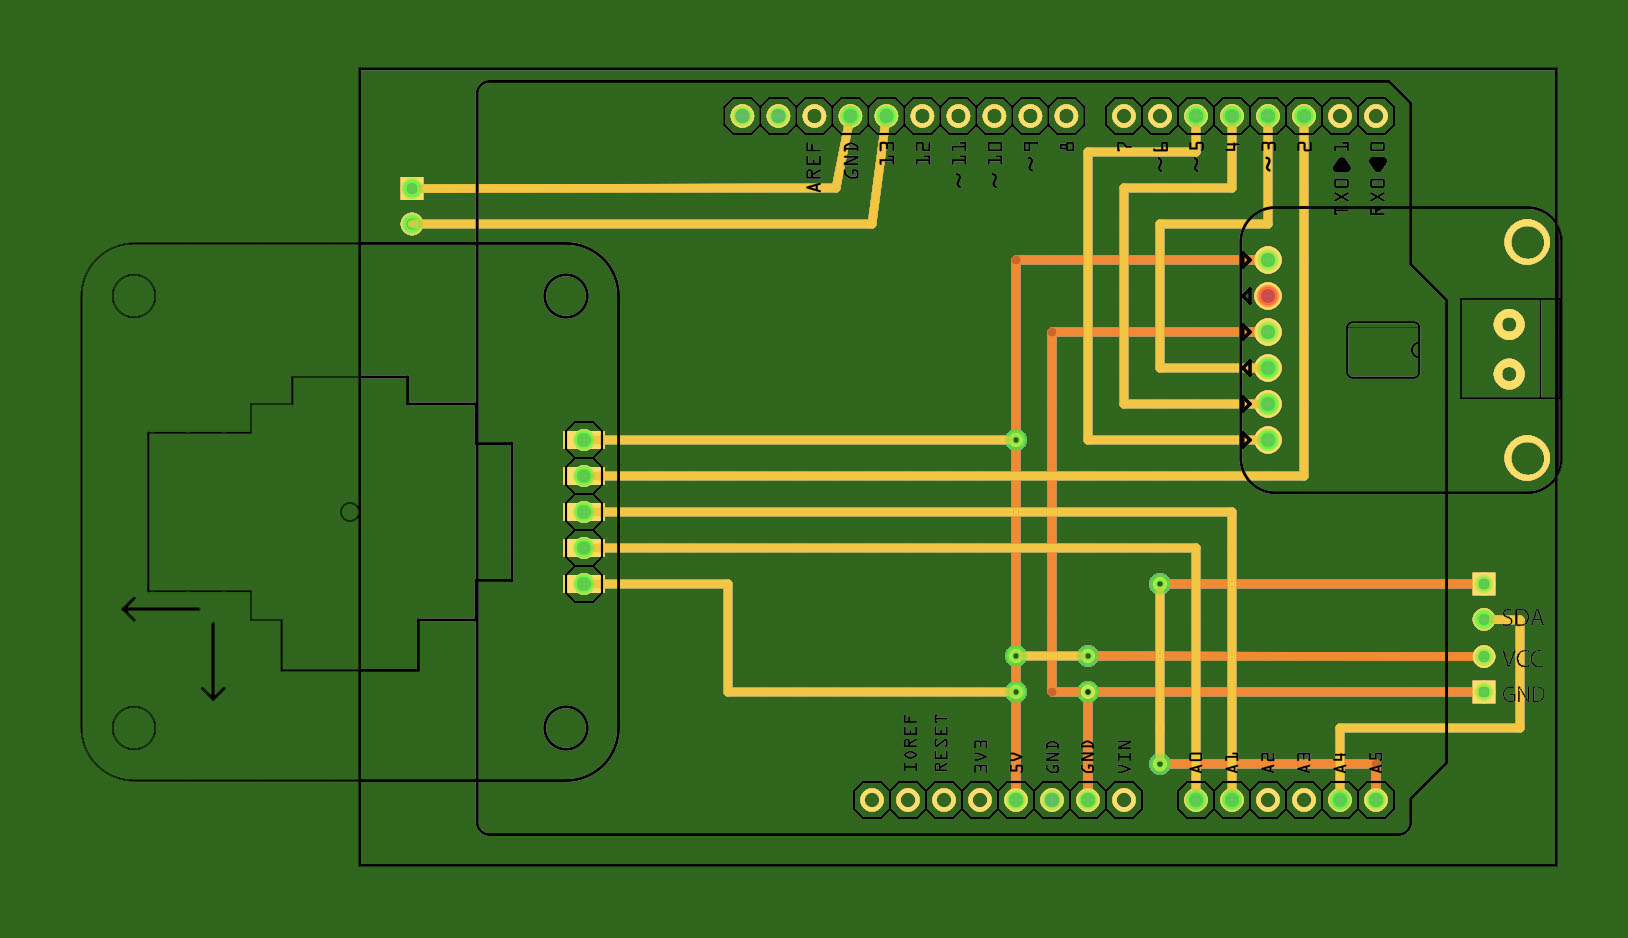 AREF
GND
13
12
~11
~10
~9
8
7
~6
~5
4
~3
2
TX0 1
RX0 0
SDA
VCC
GND
IOREF
RESET
3V3
5V
GND
GND
VIN
A0
A1
A2
A3
A4
A5